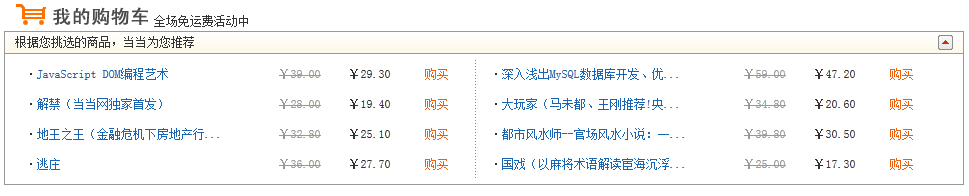 我的购物车 全场免运费活动中
根据您挑选的商品，当当为您推荐
·JavaScript DOM编程艺术 ￥39.00 ￥29.30 购买 ·深入浅出MySQL数据库开发、优... ￥59.00 ￥47.20 购买
·解禁（当当网独家首发） ￥28.00 ￥19.40 购买 ·大玩家（马未都、王刚推荐!央... ￥34.80 ￥20.60 购买
·地王之王（金融危机下房地产行... ￥32.80 ￥25.10 购买 ·都市风水师--官场风水小说：一... ￥39.80 ￥30.50 购买
·逃庄 ￥36.00 ￥27.70 购买 ·国戏（以麻将术语解读宦海沉浮... ￥25.00 ￥17.30 购买